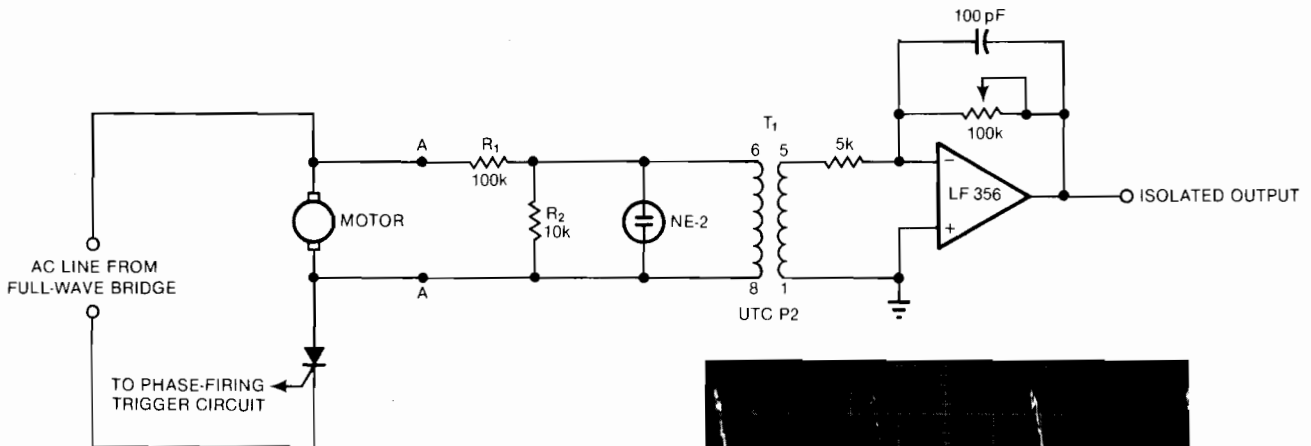 100 pF
100k
T₁
A
R₁
100k
6
5
5k
R₂
10k
NE-2
LF 356
−
+
ISOLATED OUTPUT
MOTOR
AC LINE FROM
FULL-WAVE BRIDGE
A
8
1
UTC P2
TO PHASE-FIRING
TRIGGER CIRCUIT